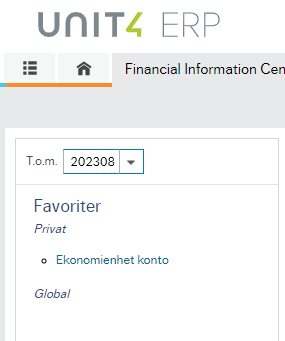 UNIT4 ERP
Financial Information Cen
T.o.m. 202308
Favoriter
Privat
Ekonomienhet konto
Global